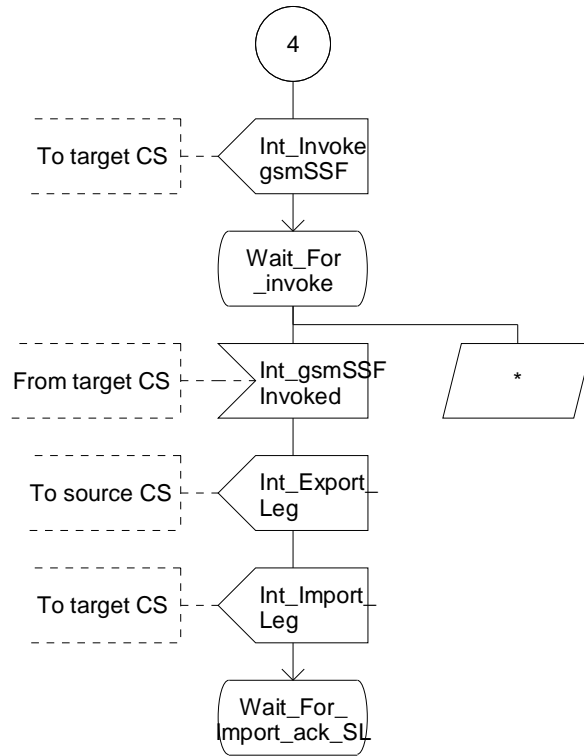 4
To target CS
Int_Invoke
gsmSSF
Wait_For
_invoke
From target CS
Int_gsmSSF
Invoked
*
To source CS
Int_Export_
Leg
To target CS
Int_Import_
Leg
Wait_For_
Import_ack_SL